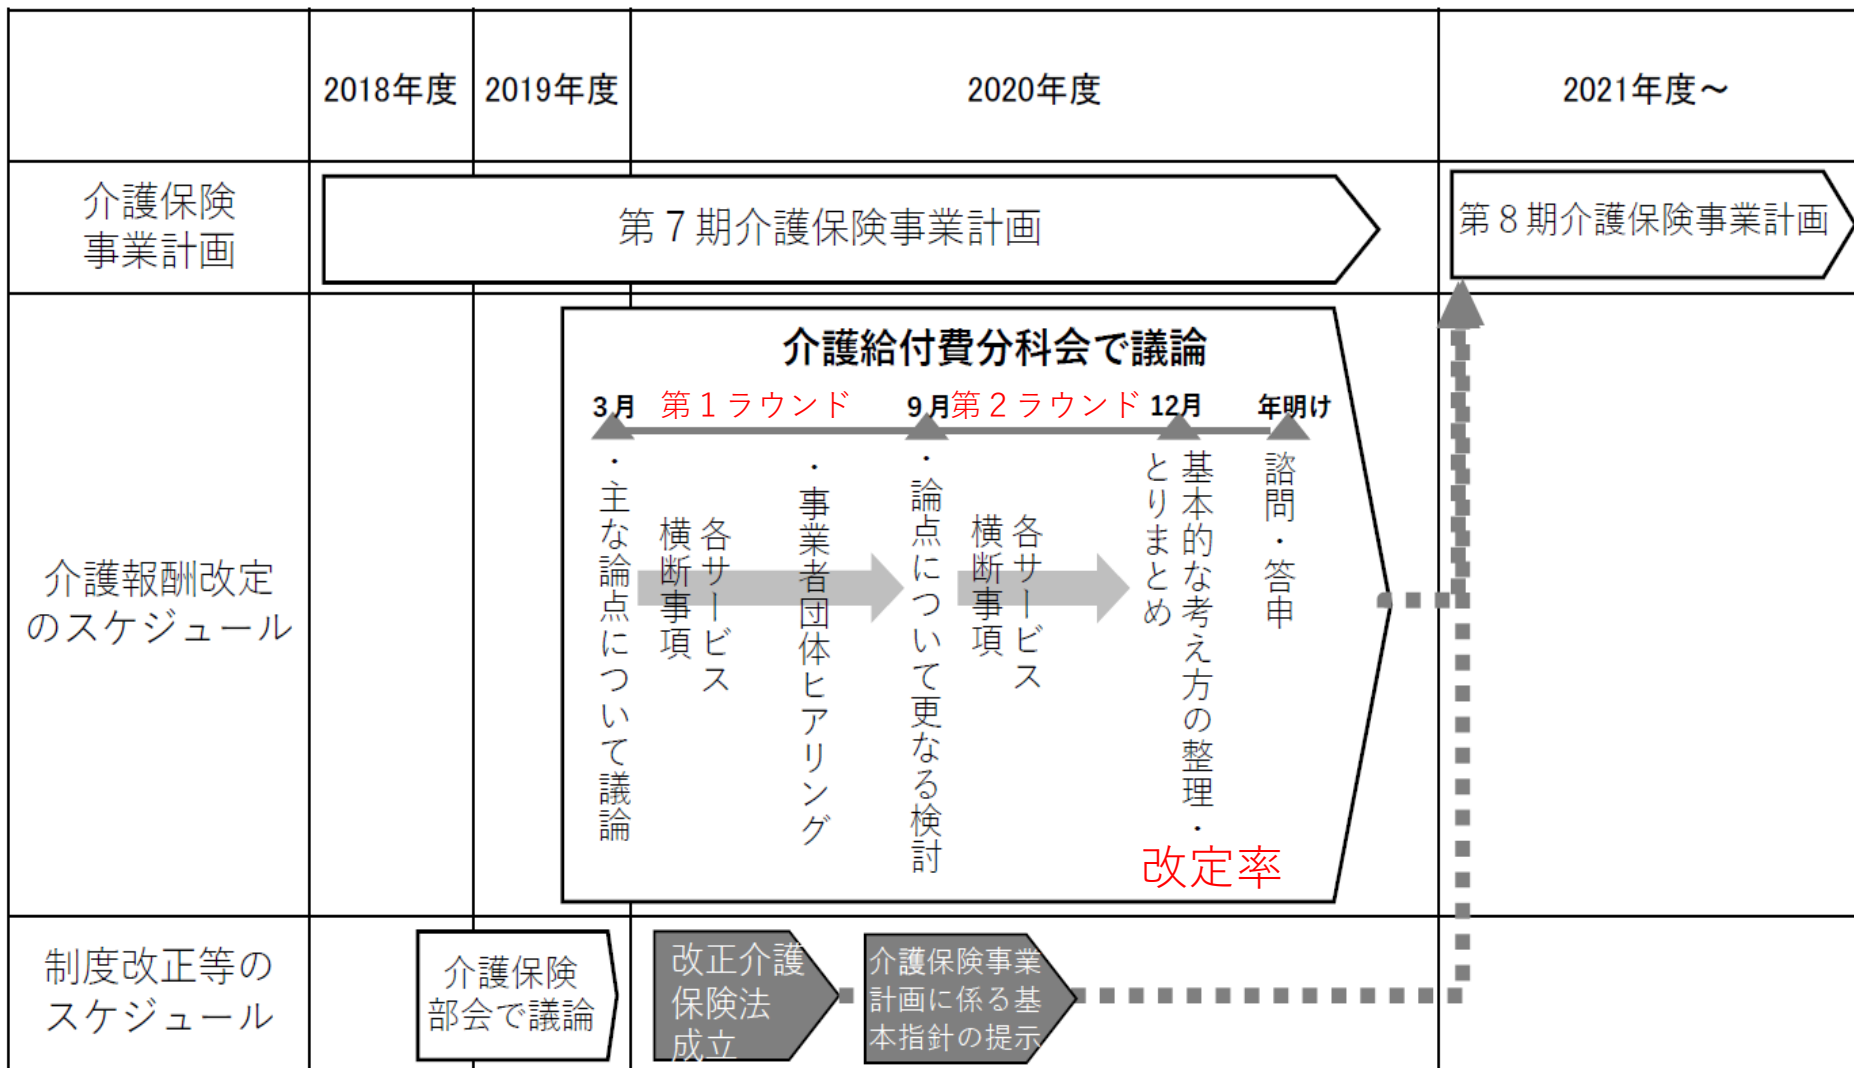 2018年度
2019年度
2020年度
2021年度～
介護保険
事業計画
第７期介護保険事業計画
第８期介護保険事業計画
介護報酬改定
のスケジュール
介護給付費分科会で議論
3月
第１ラウンド
9月
第２ラウンド
12月
年明け
・主な論点について議論
各サービス
横断事項
・事業者団体ヒアリング
・論点について更なる検討
各サービス
横断事項
基本的な考え方の整理・
とりまとめ
改定率
諮問・答申
制度改正等の
スケジュール
介護保険
部会で議論
改正介護
保険法
成立
介護保険事業
計画に係る基
本指針の提示